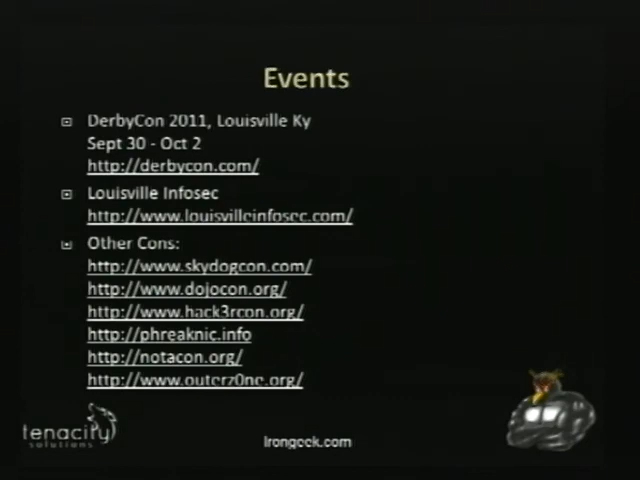 Events
DerbyCon 2011, Louisville Ky
Sept 30 - Oct 2
http://derbycon.com/
Louisville Infosec
http://www.louisvilleinfosec.com/
Other Cons:
http://www.skydogcon.com/
http://www.dojocon.org/
http://www.hack3rcon.org/
http://phreaknic.info
http://notacon.org/
http://www.outerz0ne.org/
tenacity
solutions
Irongeek.com